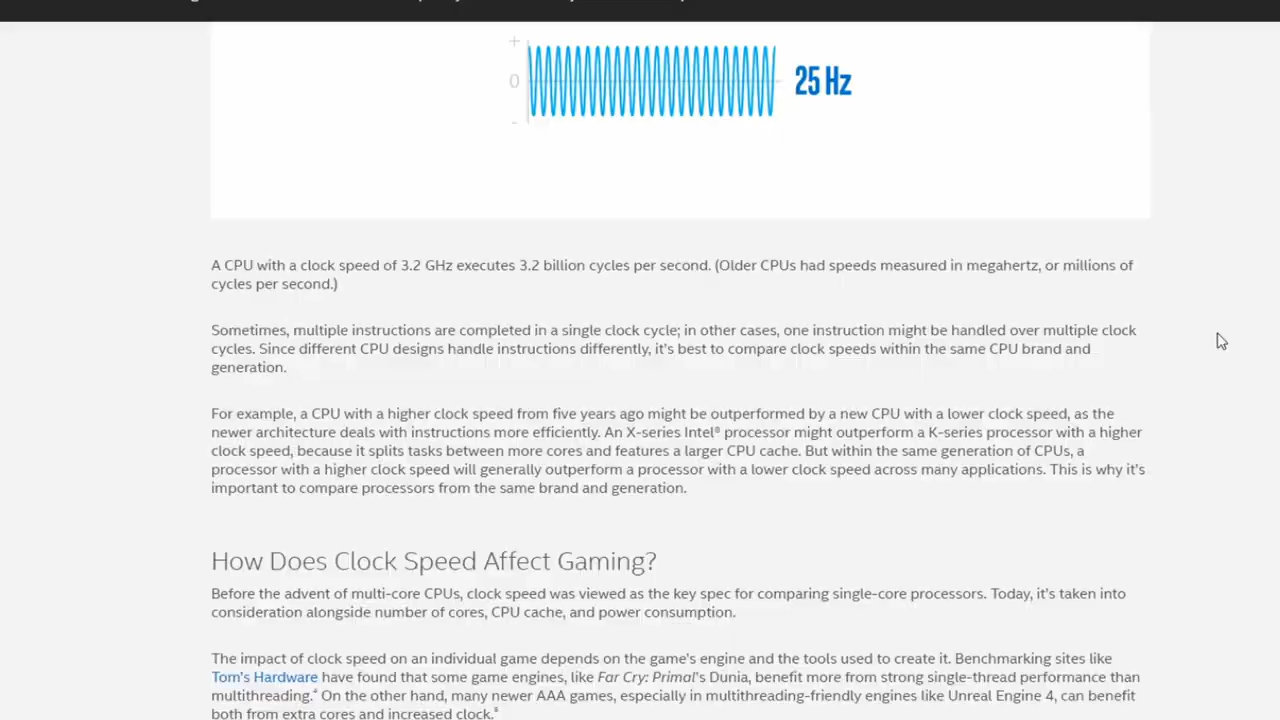 +
0
-
25 Hz
A CPU with a clock speed of 3.2 GHz executes 3.2 billion cycles per second. (Older CPUs had speeds measured in megahertz, or millions of
cycles per second.)
Sometimes, multiple instructions are completed in a single clock cycle; in other cases, one instruction might be handled over multiple clock
cycles. Since different CPU designs handle instructions differently, it's best to compare clock speeds within the same CPU brand and
generation.
For example, a CPU with a higher clock speed from five years ago might be outperformed by a new CPU with a lower clock speed, as the
newer architecture deals with instructions more efficiently. An X-series Intel® processor might outperform a K-series processor with a higher
clock speed, because it splits tasks between more cores and features a larger CPU cache. But within the same generation of CPUs, a
processor with a higher clock speed will generally outperform a processor with a lower clock speed across many applications. This is why it's
important to compare processors from the same brand and generation.
How Does Clock Speed Affect Gaming?
Before the advent of multi-core CPUs, clock speed was viewed as the key spec for comparing single-core processors. Today, it's taken into
consideration alongside number of cores, CPU cache, and power consumption.
The impact of clock speed on an individual game depends on the game's engine and the tools used to create it. Benchmarking sites like
Tom's Hardware have found that some game engines, like Far Cry: Primal's Dunia, benefit more from strong single-thread performance than
multithreading. On the other hand, many newer AAA games, especially in multithreading-friendly engines like Unreal Engine 4, can benefit
both from extra cores and increased clock.